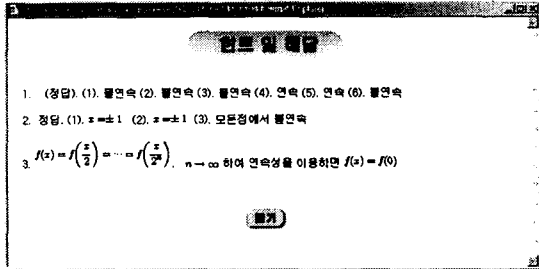 힌트 및 해답
1. (정답). (1). 불연속 (2). 불연속 (3). 불연속 (4). 연속 (5). 연속 (6). 불연속
2. 정답. (1). x=±1 (2). x=±1 (3). 모든점에서 불연속
3. f(x) = f(x/2) = ⋯ = f(x/2ⁿ). n→∞ 하여 연속성을 이용하면 f(x) = f(0)
닫기